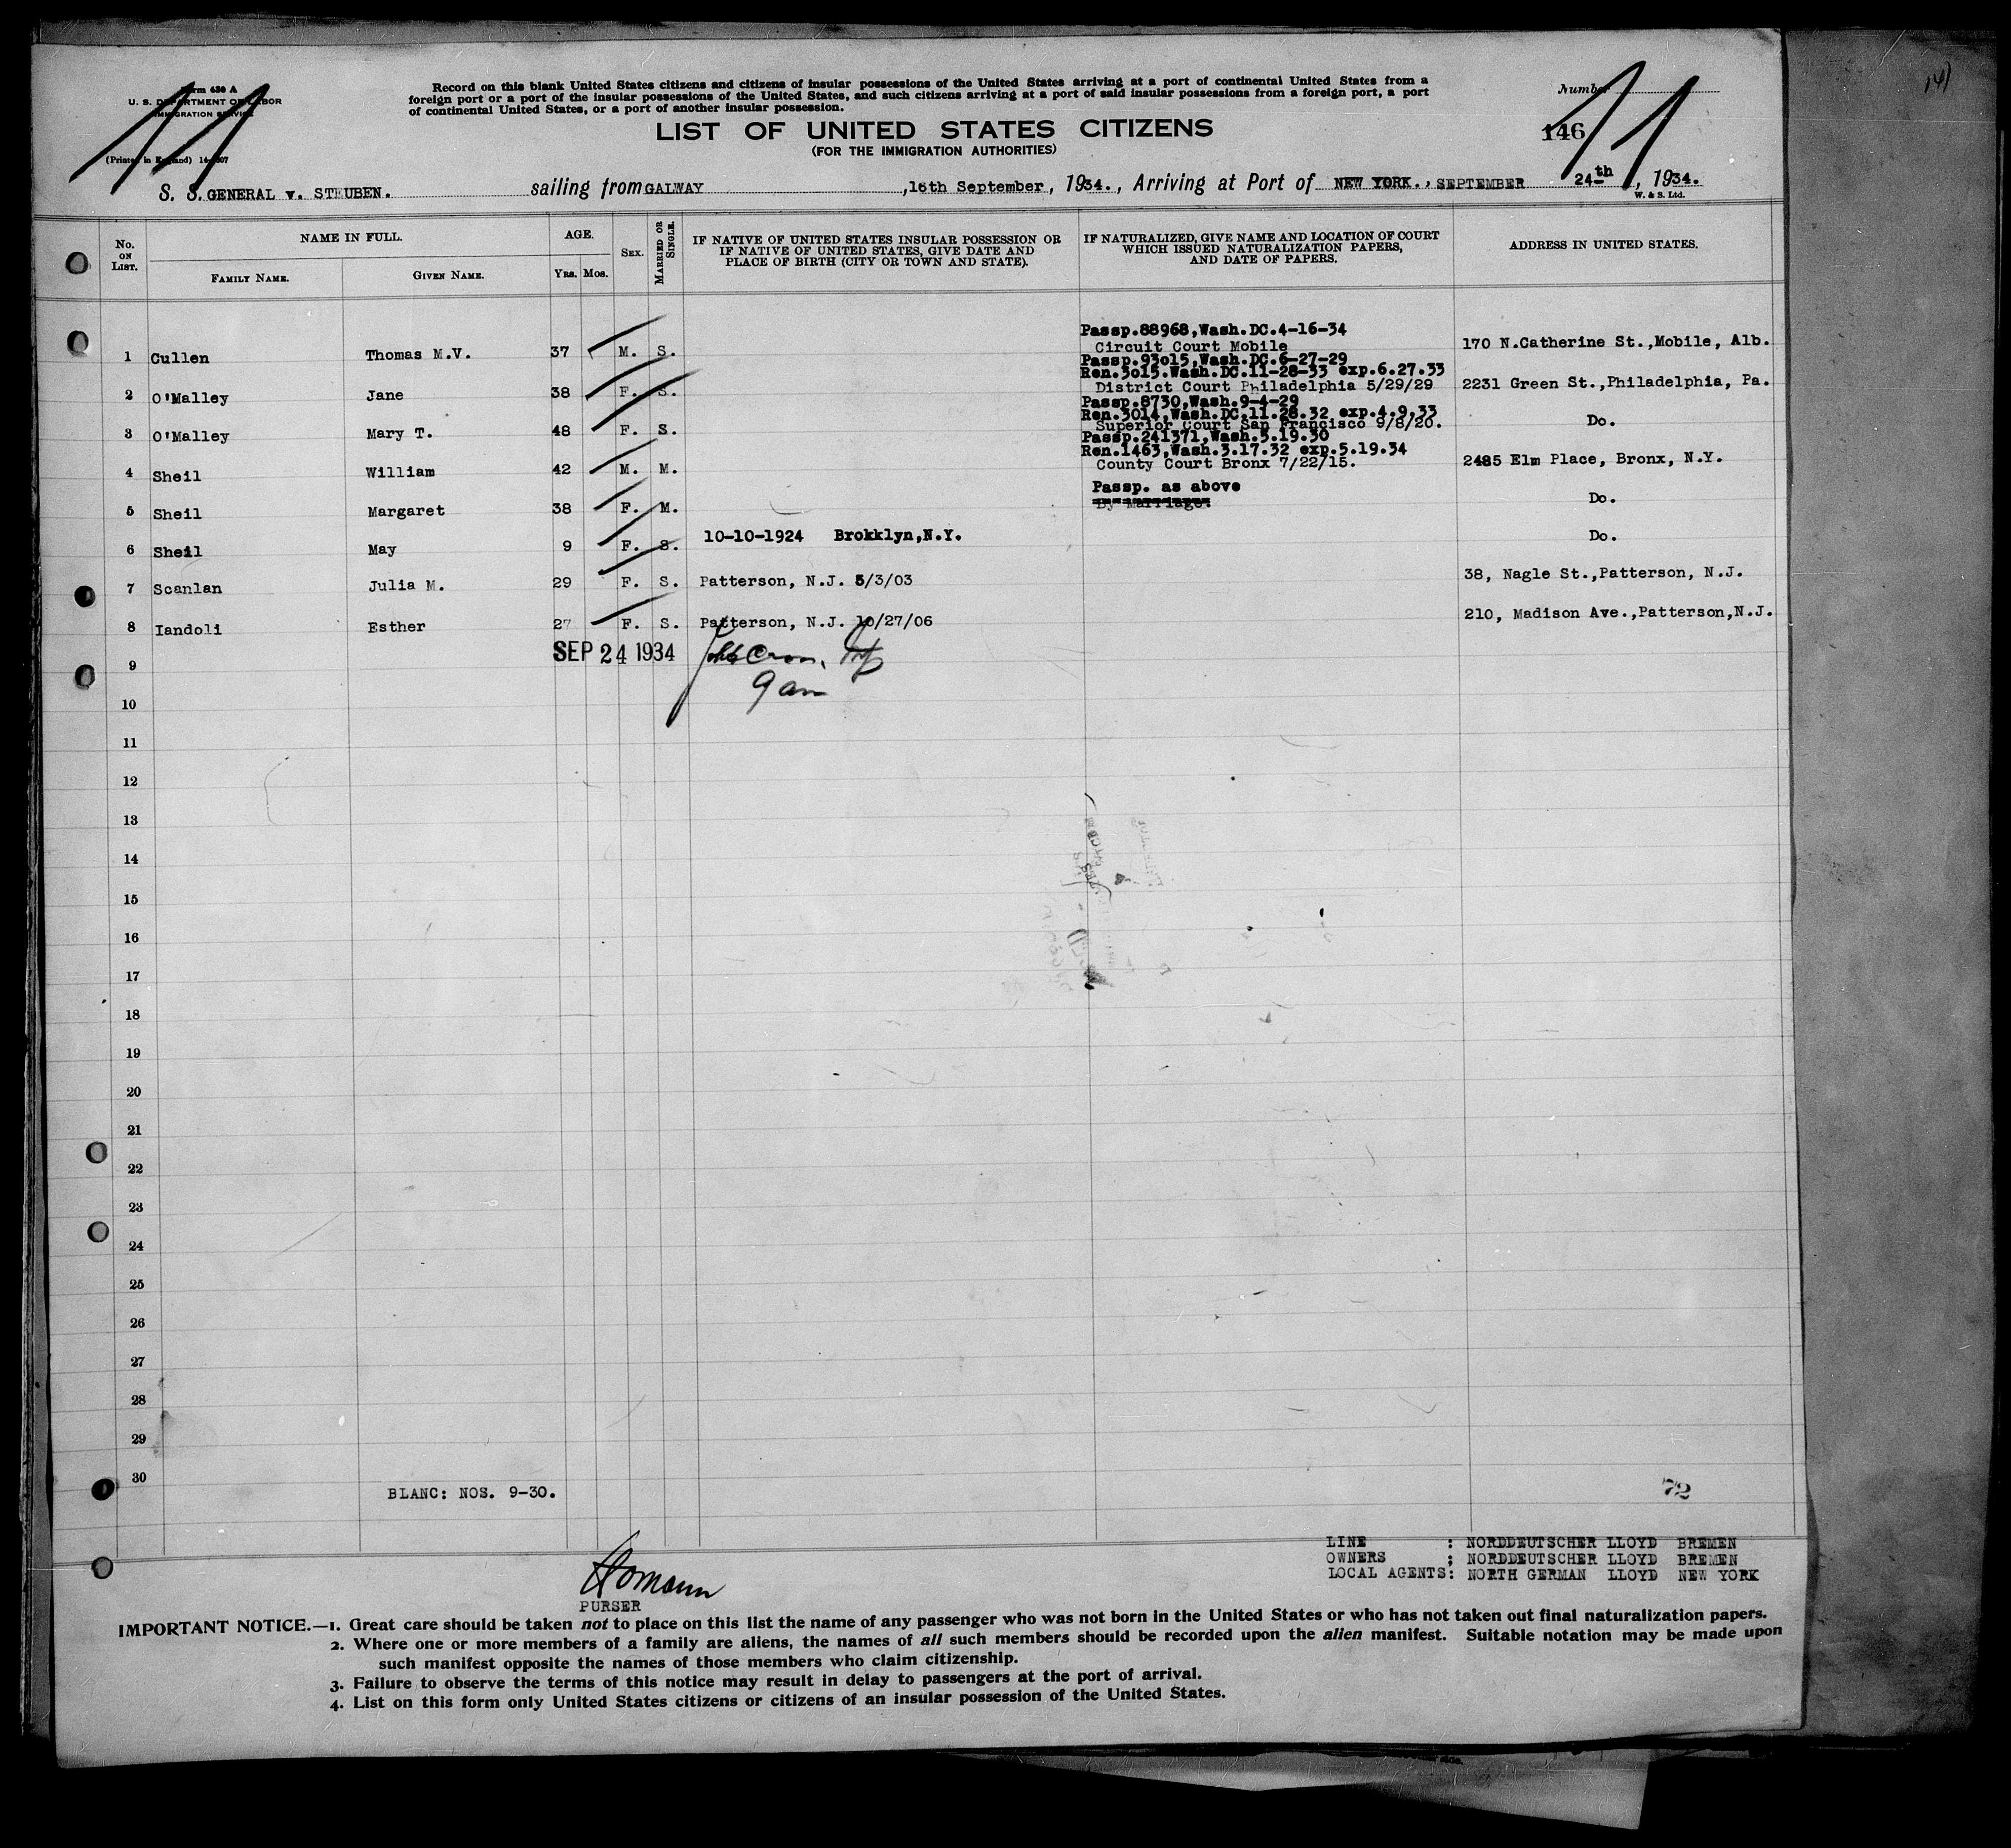 Form 630 A
U. S. DEPARTMENT OF LABOR
IMMIGRATION SERVICE
(Printed in England)
Record on this blank United States citizens and citizens of insular possessions of the United States arriving at a port of continental United States from a
foreign port or a port of the insular possessions of the United States, and such citizens arriving at a port of said insular possessions from a foreign port, a port
of continental United States, or a port of another insular possession.
LIST OF UNITED STATES CITIZENS
(FOR THE IMMIGRATION AUTHORITIES)
Number
146
11
11
S. S. GENERAL v. STEUBEN. sailing from GALWAY , 16th September, 1934., Arriving at Port of NEW YORK., SEPTEMBER 24th, 1934.
W. & S. Ltd.
No. ON LIST.
NAME IN FULL.
FAMILY NAME. GIVEN NAME.
AGE.
YRS. MOS.
SEX.
MARRIED OR SINGLE.
IF NATIVE OF UNITED STATES INSULAR POSSESSION OR
IF NATIVE OF UNITED STATES, GIVE DATE AND
PLACE OF BIRTH (CITY OR TOWN AND STATE).
IF NATURALIZED, GIVE NAME AND LOCATION OF COURT
WHICH ISSUED NATURALIZATION PAPERS,
AND DATE OF PAPERS.
ADDRESS IN UNITED STATES.
Passp.88968,Wash.DC.4-16-34
1 Cullen Thomas M.V. 37 M. S. Circuit Court Mobile 170 N.Catherine St.,Mobile, Alb.
Passp.93015,Wash.DC.6-27-29
Ren.3015.Wash.DC.11-28-33 exp.6.27.33
2 O'Malley Jane 38 F. S. District Court Philadelphia 5/29/29 2231 Green St.,Philadelphia, Pa.
Passp.8730,Wash.9-4-29
Ren.3014,Wash.DC.11.28.32 exp.4.9.33
3 O'Malley Mary T. 48 F. S. Superior Court San Francisco 9/8/20. Do.
Passp.241371,Wash.5.19.30
Ren.1463,Wash.3.17.32 exp.5.19.34
4 Sheil William 42 M. M. County Court Bronx 7/22/15. 2485 Elm Place, Bronx, N.Y.
Passp. as above
5 Sheil Margaret 38 F. M. By Marriage. Do.
6 Sheil May 9 F. S. 10-10-1924 Brokklyn,N.Y. Do.
7 Scanlan Julia M. 29 F. S. Patterson, N.J. 5/3/03 38, Nagle St.,Patterson, N.J.
8 Iandoli Esther 27 F. S. Patterson, N.J. 10/27/06 210, Madison Ave.,Patterson,N.J.
SEP 24 1934
9
10
11
12
13
14
15
16
17
18
19
20
21
22
23
24
25
26
27
28
29
30
BLANC: NOS. 9-30.
72
LINE : NORDDEUTSCHER LLOYD BREMEN
OWNERS : NORDDEUTSCHER LLOYD BREMEN
LOCAL AGENTS: NORTH GERMAN LLOYD NEW YORK
Homann
PURSER
IMPORTANT NOTICE.—1. Great care should be taken not to place on this list the name of any passenger who was not born in the United States or who has not taken out final naturalization papers.
2. Where one or more members of a family are aliens, the names of all such members should be recorded upon the alien manifest. Suitable notation may be made upon
such manifest opposite the names of those members who claim citizenship.
3. Failure to observe the terms of this notice may result in delay to passengers at the port of arrival.
4. List on this form only United States citizens or citizens of an insular possession of the United States.